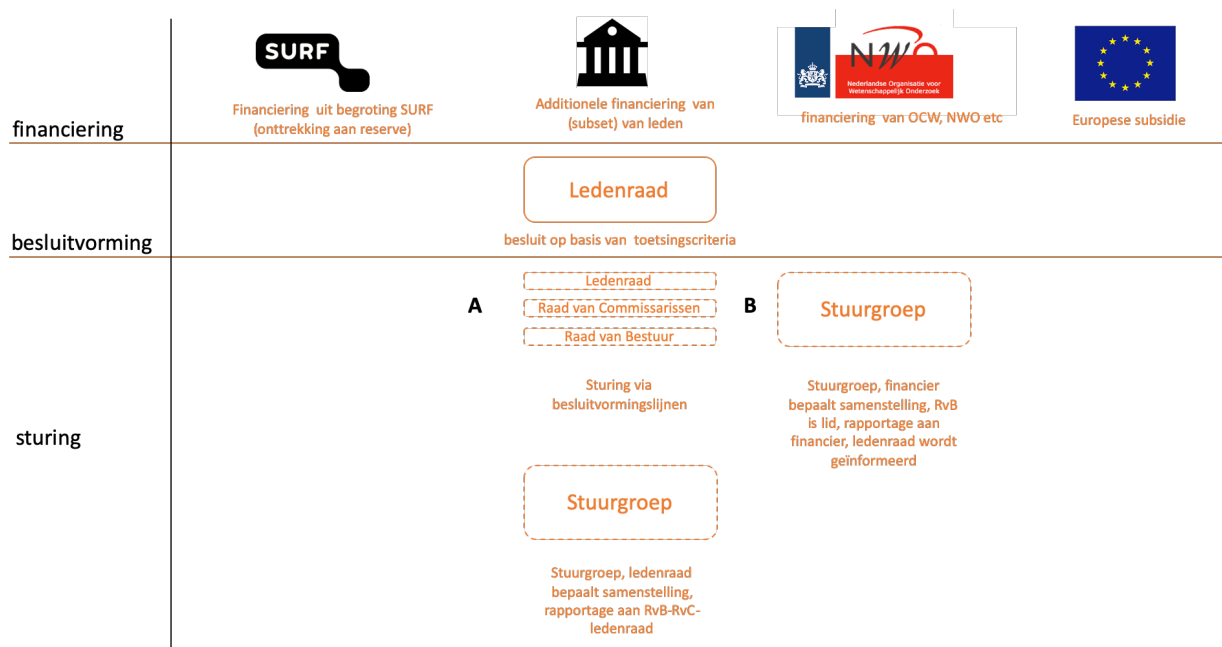 SURF
NWO
Nederlandse Organisatie voor
Wetenschappelijk Onderzoek
financiering
Financiering uit begroting SURF
(onttrekking aan reserve)
Additionele financiering van
(subset) van leden
financiering van OCW, NWO etc
Europese subsidie
besluitvorming
Ledenraad
besluit op basis van toetsingscriteria
sturing
A
Ledenraad
Raad van Commissarissen
Raad van Bestuur
Sturing via
besluitvormingslijnen
Stuurgroep
Stuurgroep, ledenraad
bepaalt samenstelling,
rapportage aan RvB-RvC-
ledenraad
B
Stuurgroep
Stuurgroep, financier
bepaalt samenstelling, RvB
is lid, rapportage aan
financier, ledenraad wordt
geïnformeerd